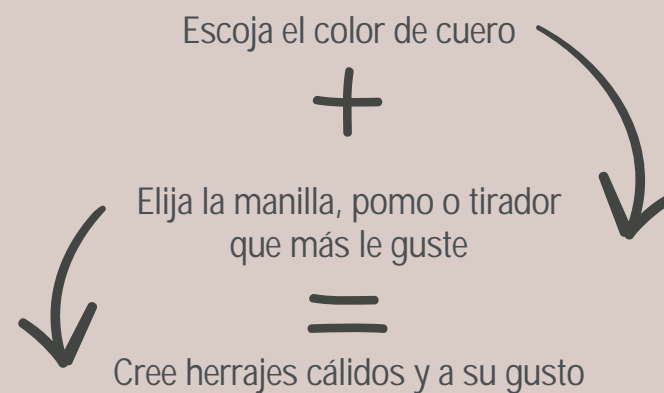 Escoja el color de cuero
+
Elija la manilla, pomo o tirador
que más le guste
=
Cree herrajes cálidos y a su gusto